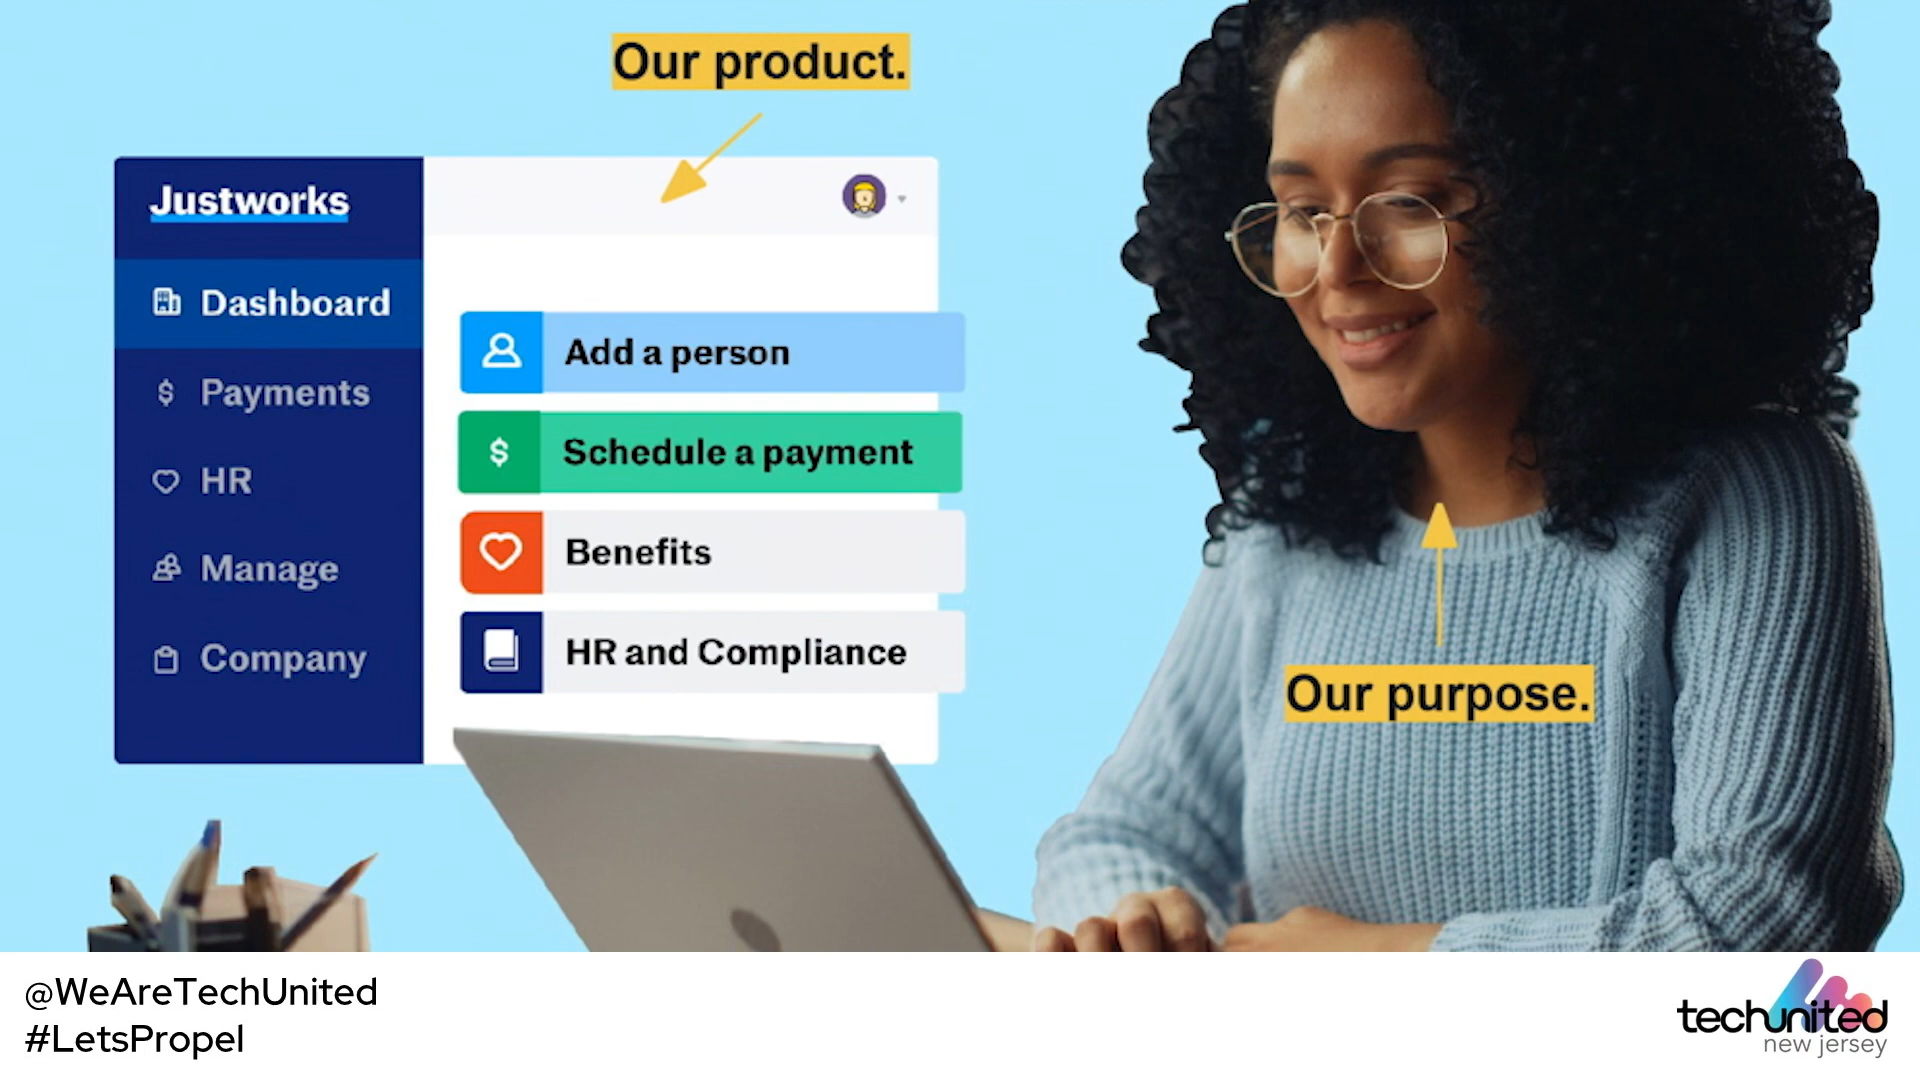 Our product.
Justworks
Dashboard
Payments
HR
Manage
Company
Add a person
$
Schedule a payment
Benefits
HR and Compliance
Our purpose.
@WeAreTechUnited
#LetsPropel
techunited
new jersey